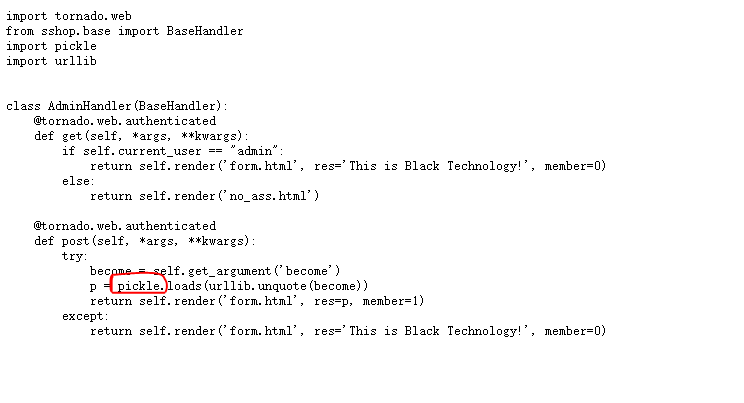 import tornado.web
from sshop.base import BaseHandler
import pickle
import urllib
class AdminHandler(BaseHandler):
    @tornado.web.authenticated
    def get(self, *args, **kwargs):
        if self.current_user == "admin":
            return self.render('form.html', res='This is Black Technology!', member=0)
        else:
            return self.render('no_ass.html')
    @tornado.web.authenticated
    def post(self, *args, **kwargs):
        try:
            become = self.get_argument('become')
            p = pickle.loads(urllib.unquote(become))
            return self.render('form.html', res=p, member=1)
        except:
            return self.render('form.html', res='This is Black Technology!', member=0)